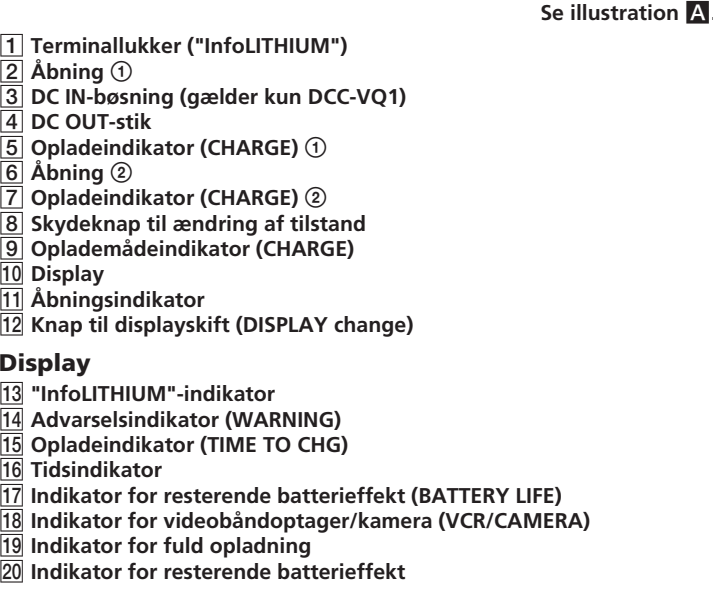 Se illustration A.
1 Terminallukker ("InfoLITHIUM")
2 Åbning ①
3 DC IN-bøsning (gælder kun DCC-VQ1)
4 DC OUT-stik
5 Opladeindikator (CHARGE) ①
6 Åbning ②
7 Opladeindikator (CHARGE) ②
8 Skydeknap til ændring af tilstand
9 Oplademådeindikator (CHARGE)
10 Display
11 Åbningsindikator
12 Knap til displayskift (DISPLAY change)
Display
13 "InfoLITHIUM"-indikator
14 Advarselsindikator (WARNING)
15 Opladeindikator (TIME TO CHG)
16 Tidsindikator
17 Indikator for resterende batterieffekt (BATTERY LIFE)
18 Indikator for videobåndoptager/kamera (VCR/CAMERA)
19 Indikator for fuld opladning
20 Indikator for resterende batterieffekt